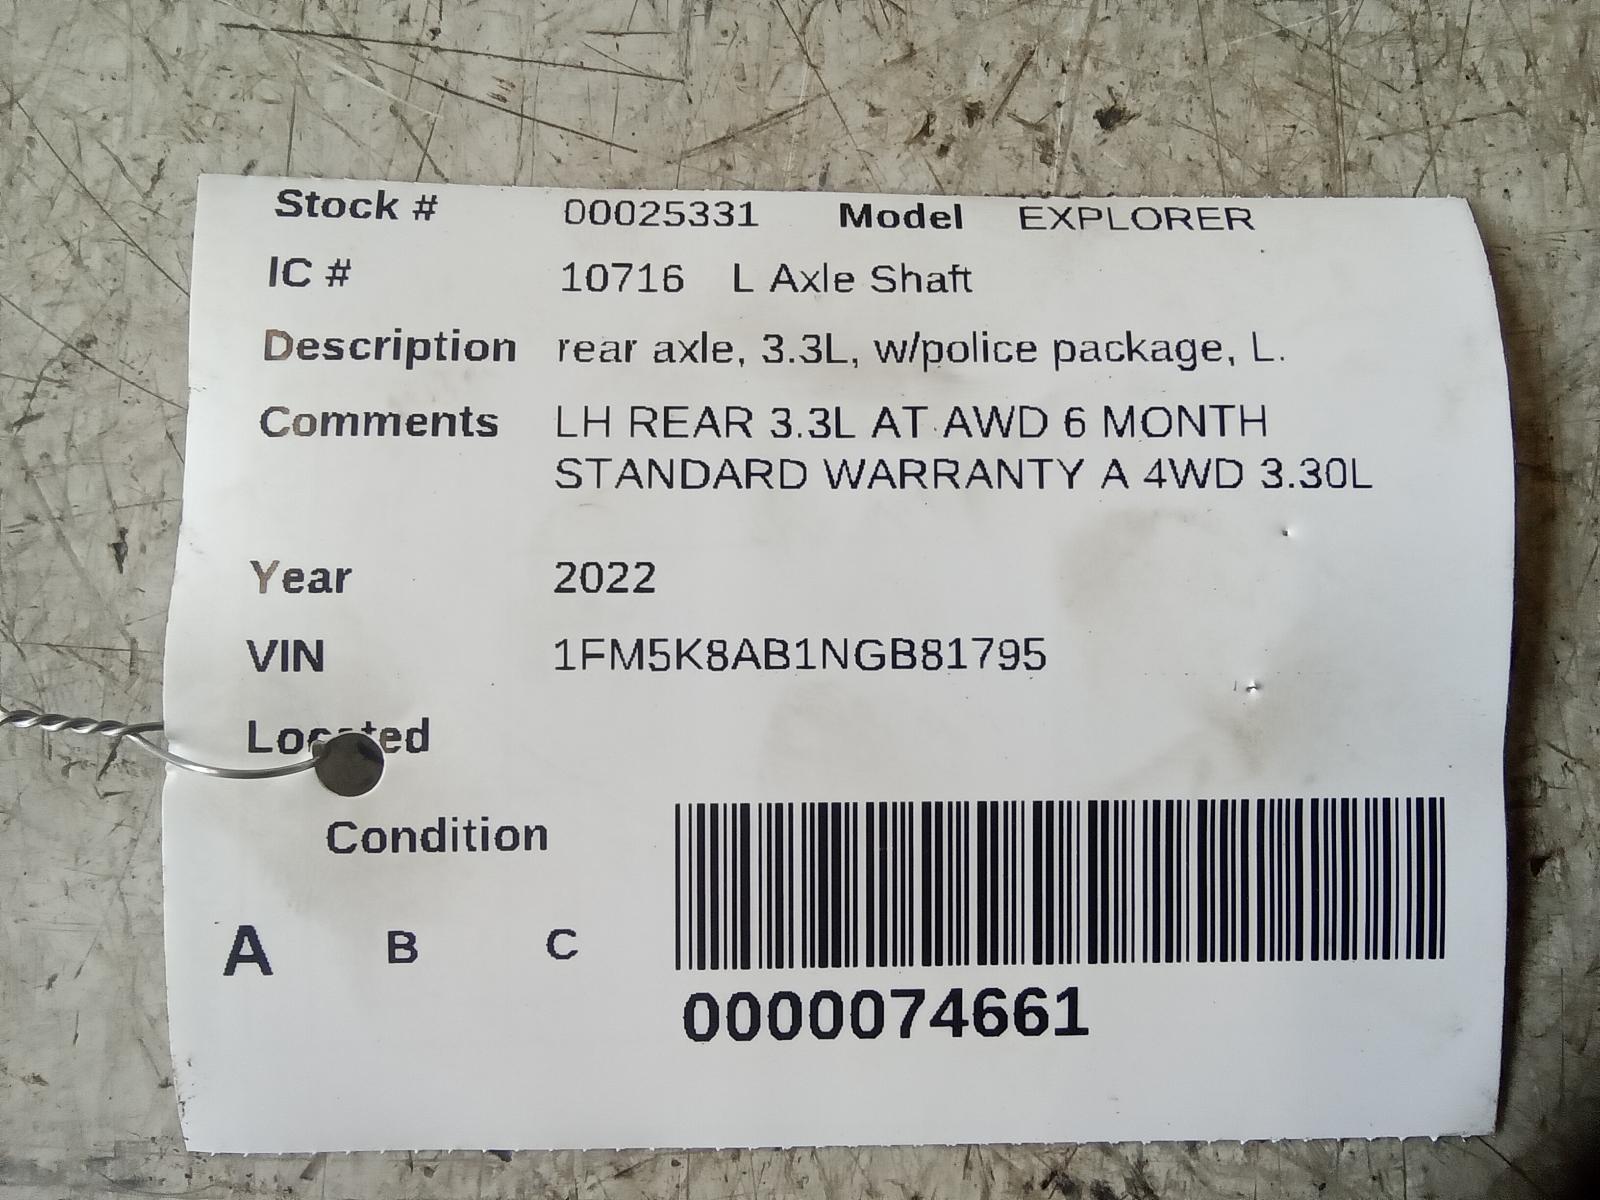 Stock # 00025331 Model EXPLORER
IC # 10716 L Axle Shaft
Description rear axle, 3.3L, w/police package, L.
Comments LH REAR 3.3L AT AWD 6 MONTH
STANDARD WARRANTY A 4WD 3.30L
Year 2022
VIN 1FM5K8AB1NGB81795
Located
Condition
A B C
0000074661